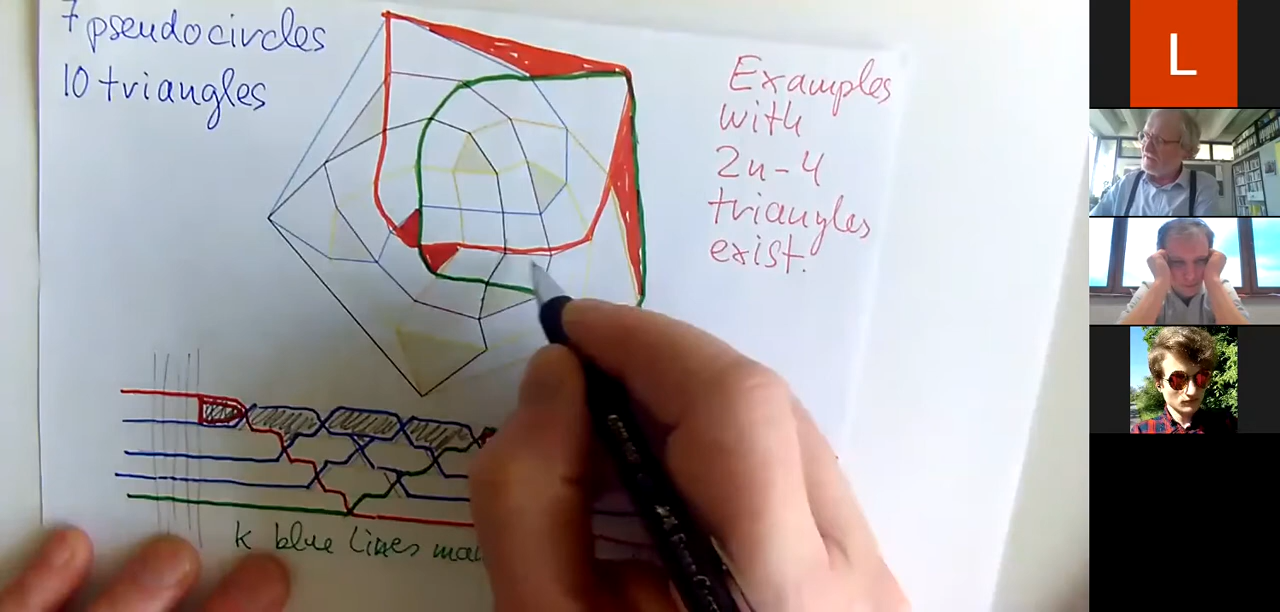 7 pseudocircles
10 triangles
Examples
with
2n-4
triangles
exist.
k blue lines
L